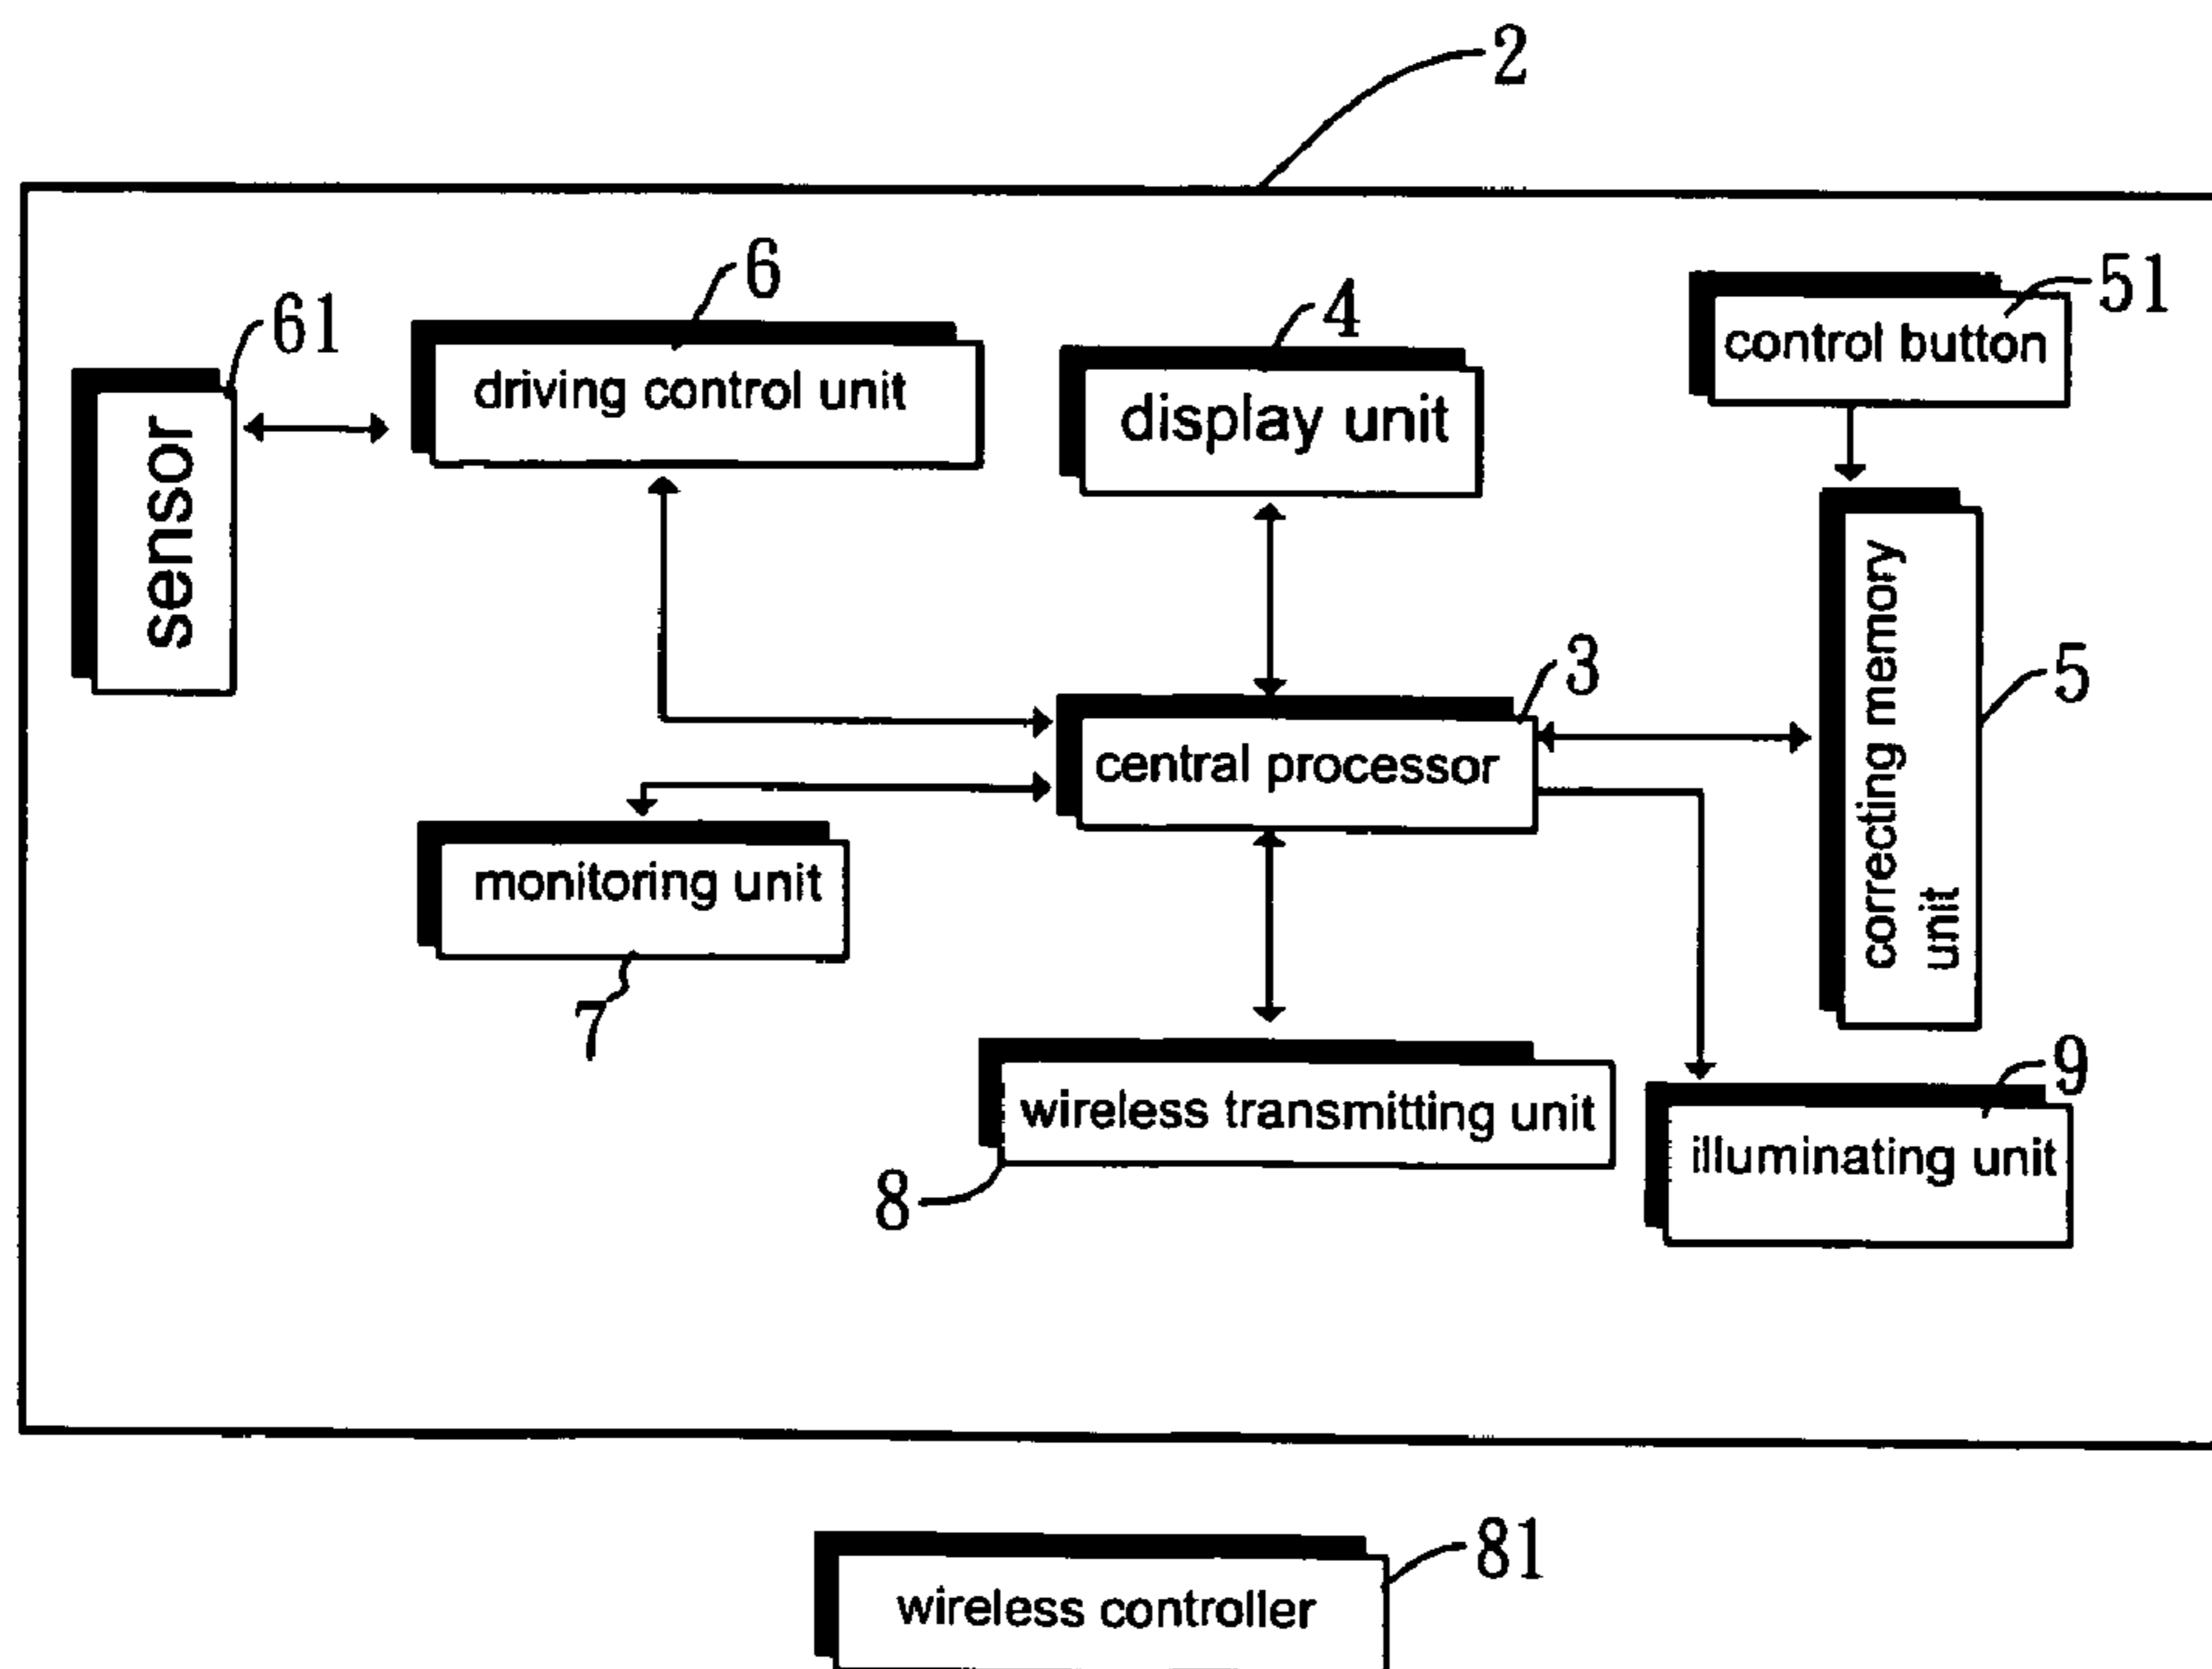 2
6
4
51
61
control button
driving control unit
display unit
sensor
3
5
correcting memory
unit
central processor
monitoring unit
7
9
wireless transmitting unit
illuminating unit
8
81
wireless controller